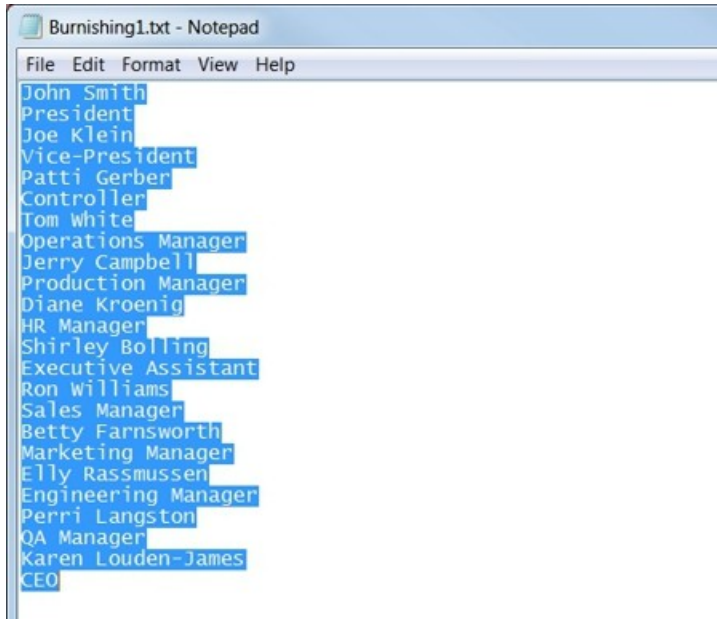 Burnishing1.txt - Notepad
File Edit Format View Help
John Smith
President
Joe Klein
Vice-President
Patti Gerber
Controller
Tom White
Operations Manager
Jerry Campbell
Production Manager
Diane Kroenig
HR Manager
Shirley Bolling
Executive Assistant
Ron Williams
Sales Manager
Betty Farnsworth
Marketing Manager
Elly Rassmussen
Engineering Manager
Perri Langston
QA Manager
Karen Louden-James
CEO